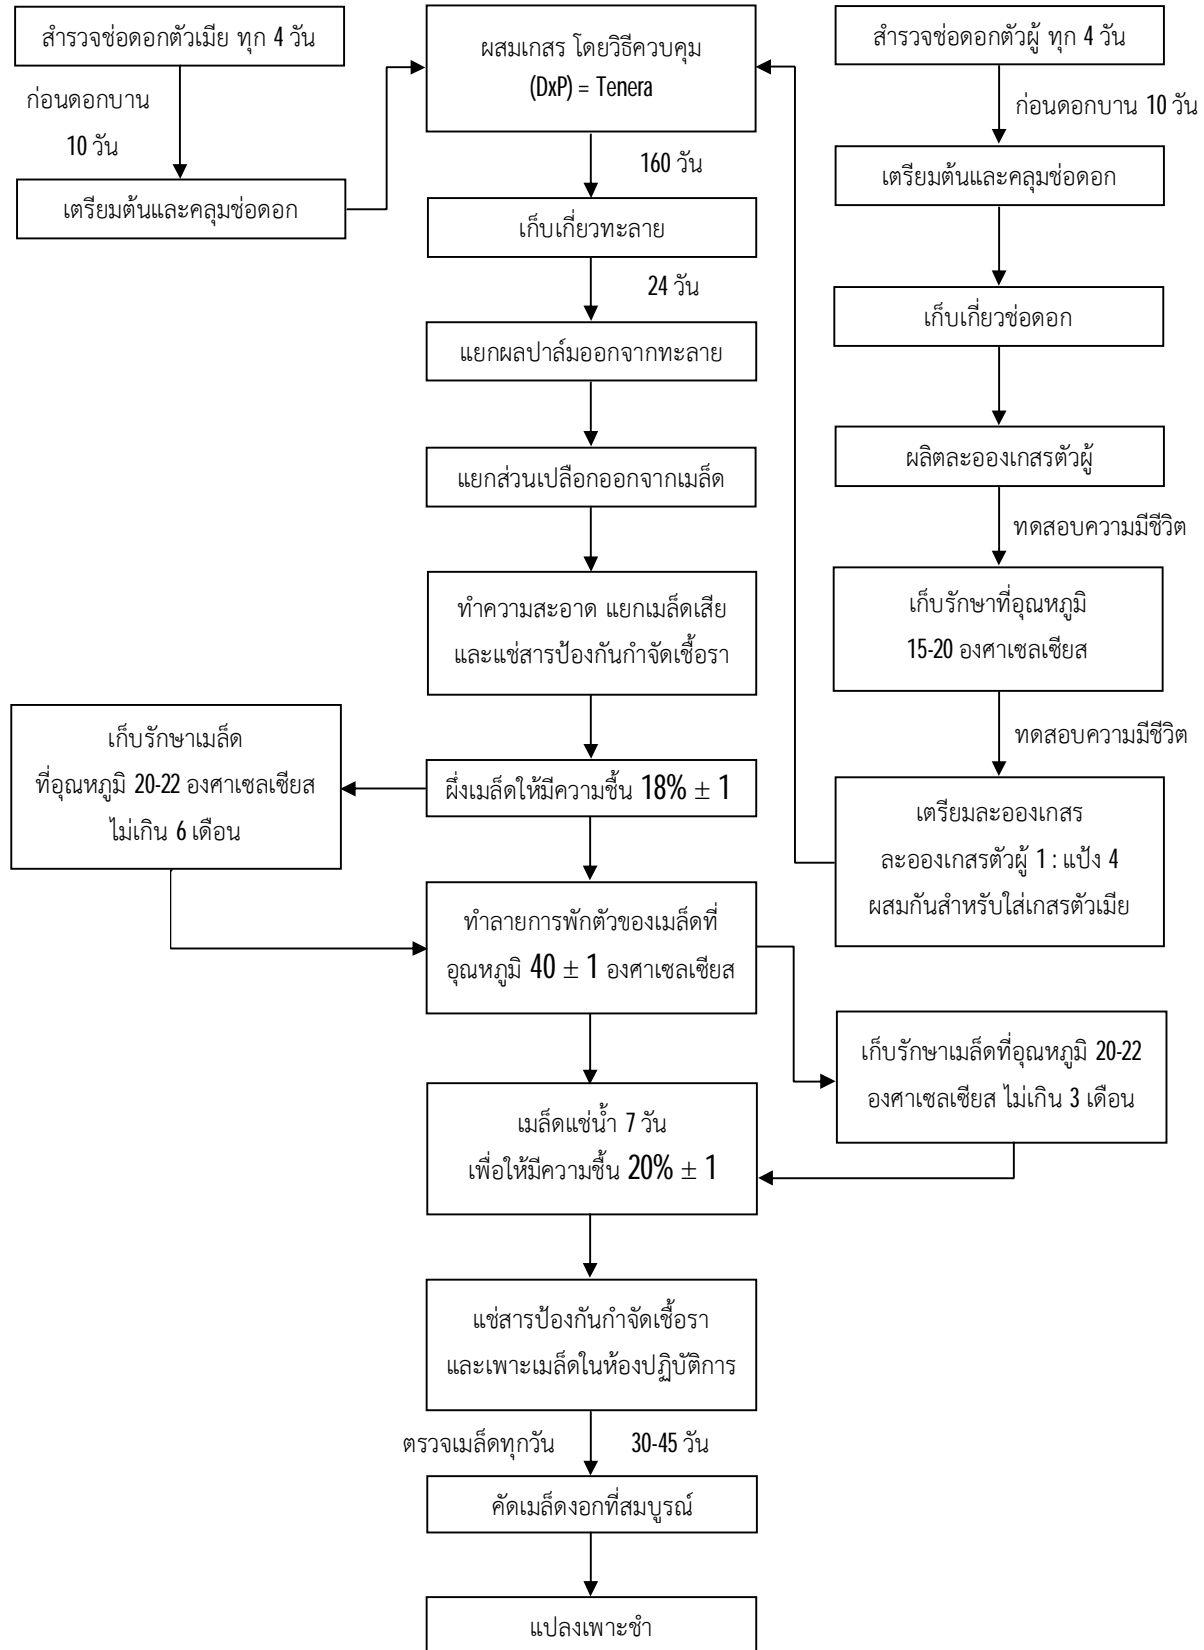 สำรวจช่อดอกตัวเมีย ทุก 4 วัน
ก่อนดอกบาน
10 วัน
เตรียมต้นและคลุมช่อดอก
ผสมเกสร โดยวิธีควบคุม
(DxP) = Tenera
160 วัน
เก็บเกี่ยวทะลาย
24 วัน
แยกผลปาล์มออกจากทะลาย
แยกส่วนเปลือกออกจากเมล็ด
ทำความสะอาด แยกเมล็ดเสีย
และแช่สารป้องกันกำจัดเชื้อรา
ผึ่งเมล็ดให้มีความชื้น 18% ± 1
เก็บรักษาเมล็ด
ที่อุณหภูมิ 20-22 องศาเซลเซียส
ไม่เกิน 6 เดือน
ทำลายการพักตัวของเมล็ดที่
อุณหภูมิ 40 ± 1 องศาเซลเซียส
สำรวจช่อดอกตัวผู้ ทุก 4 วัน
ก่อนดอกบาน 10 วัน
เตรียมต้นและคลุมช่อดอก
เก็บเกี่ยวช่อดอก
ผลิตละอองเกสรตัวผู้
ทดสอบความมีชีวิต
เก็บรักษาที่อุณหภูมิ
15-20 องศาเซลเซียส
ทดสอบความมีชีวิต
เตรียมละอองเกสร
ละอองเกสรตัวผู้ 1 : แป้ง 4
ผสมกันสำหรับใส่เกสรตัวเมีย
เก็บรักษาเมล็ดที่อุณหภูมิ 20-22
องศาเซลเซียส ไม่เกิน 3 เดือน
เมล็ดแช่น้ำ 7 วัน
เพื่อให้มีความชื้น 20% ± 1
แช่สารป้องกันกำจัดเชื้อรา
และเพาะเมล็ดในห้องปฏิบัติการ
ตรวจเมล็ดทุกวัน 30-45 วัน
คัดเมล็ดงอกที่สมบูรณ์
แปลงเพาะชำ